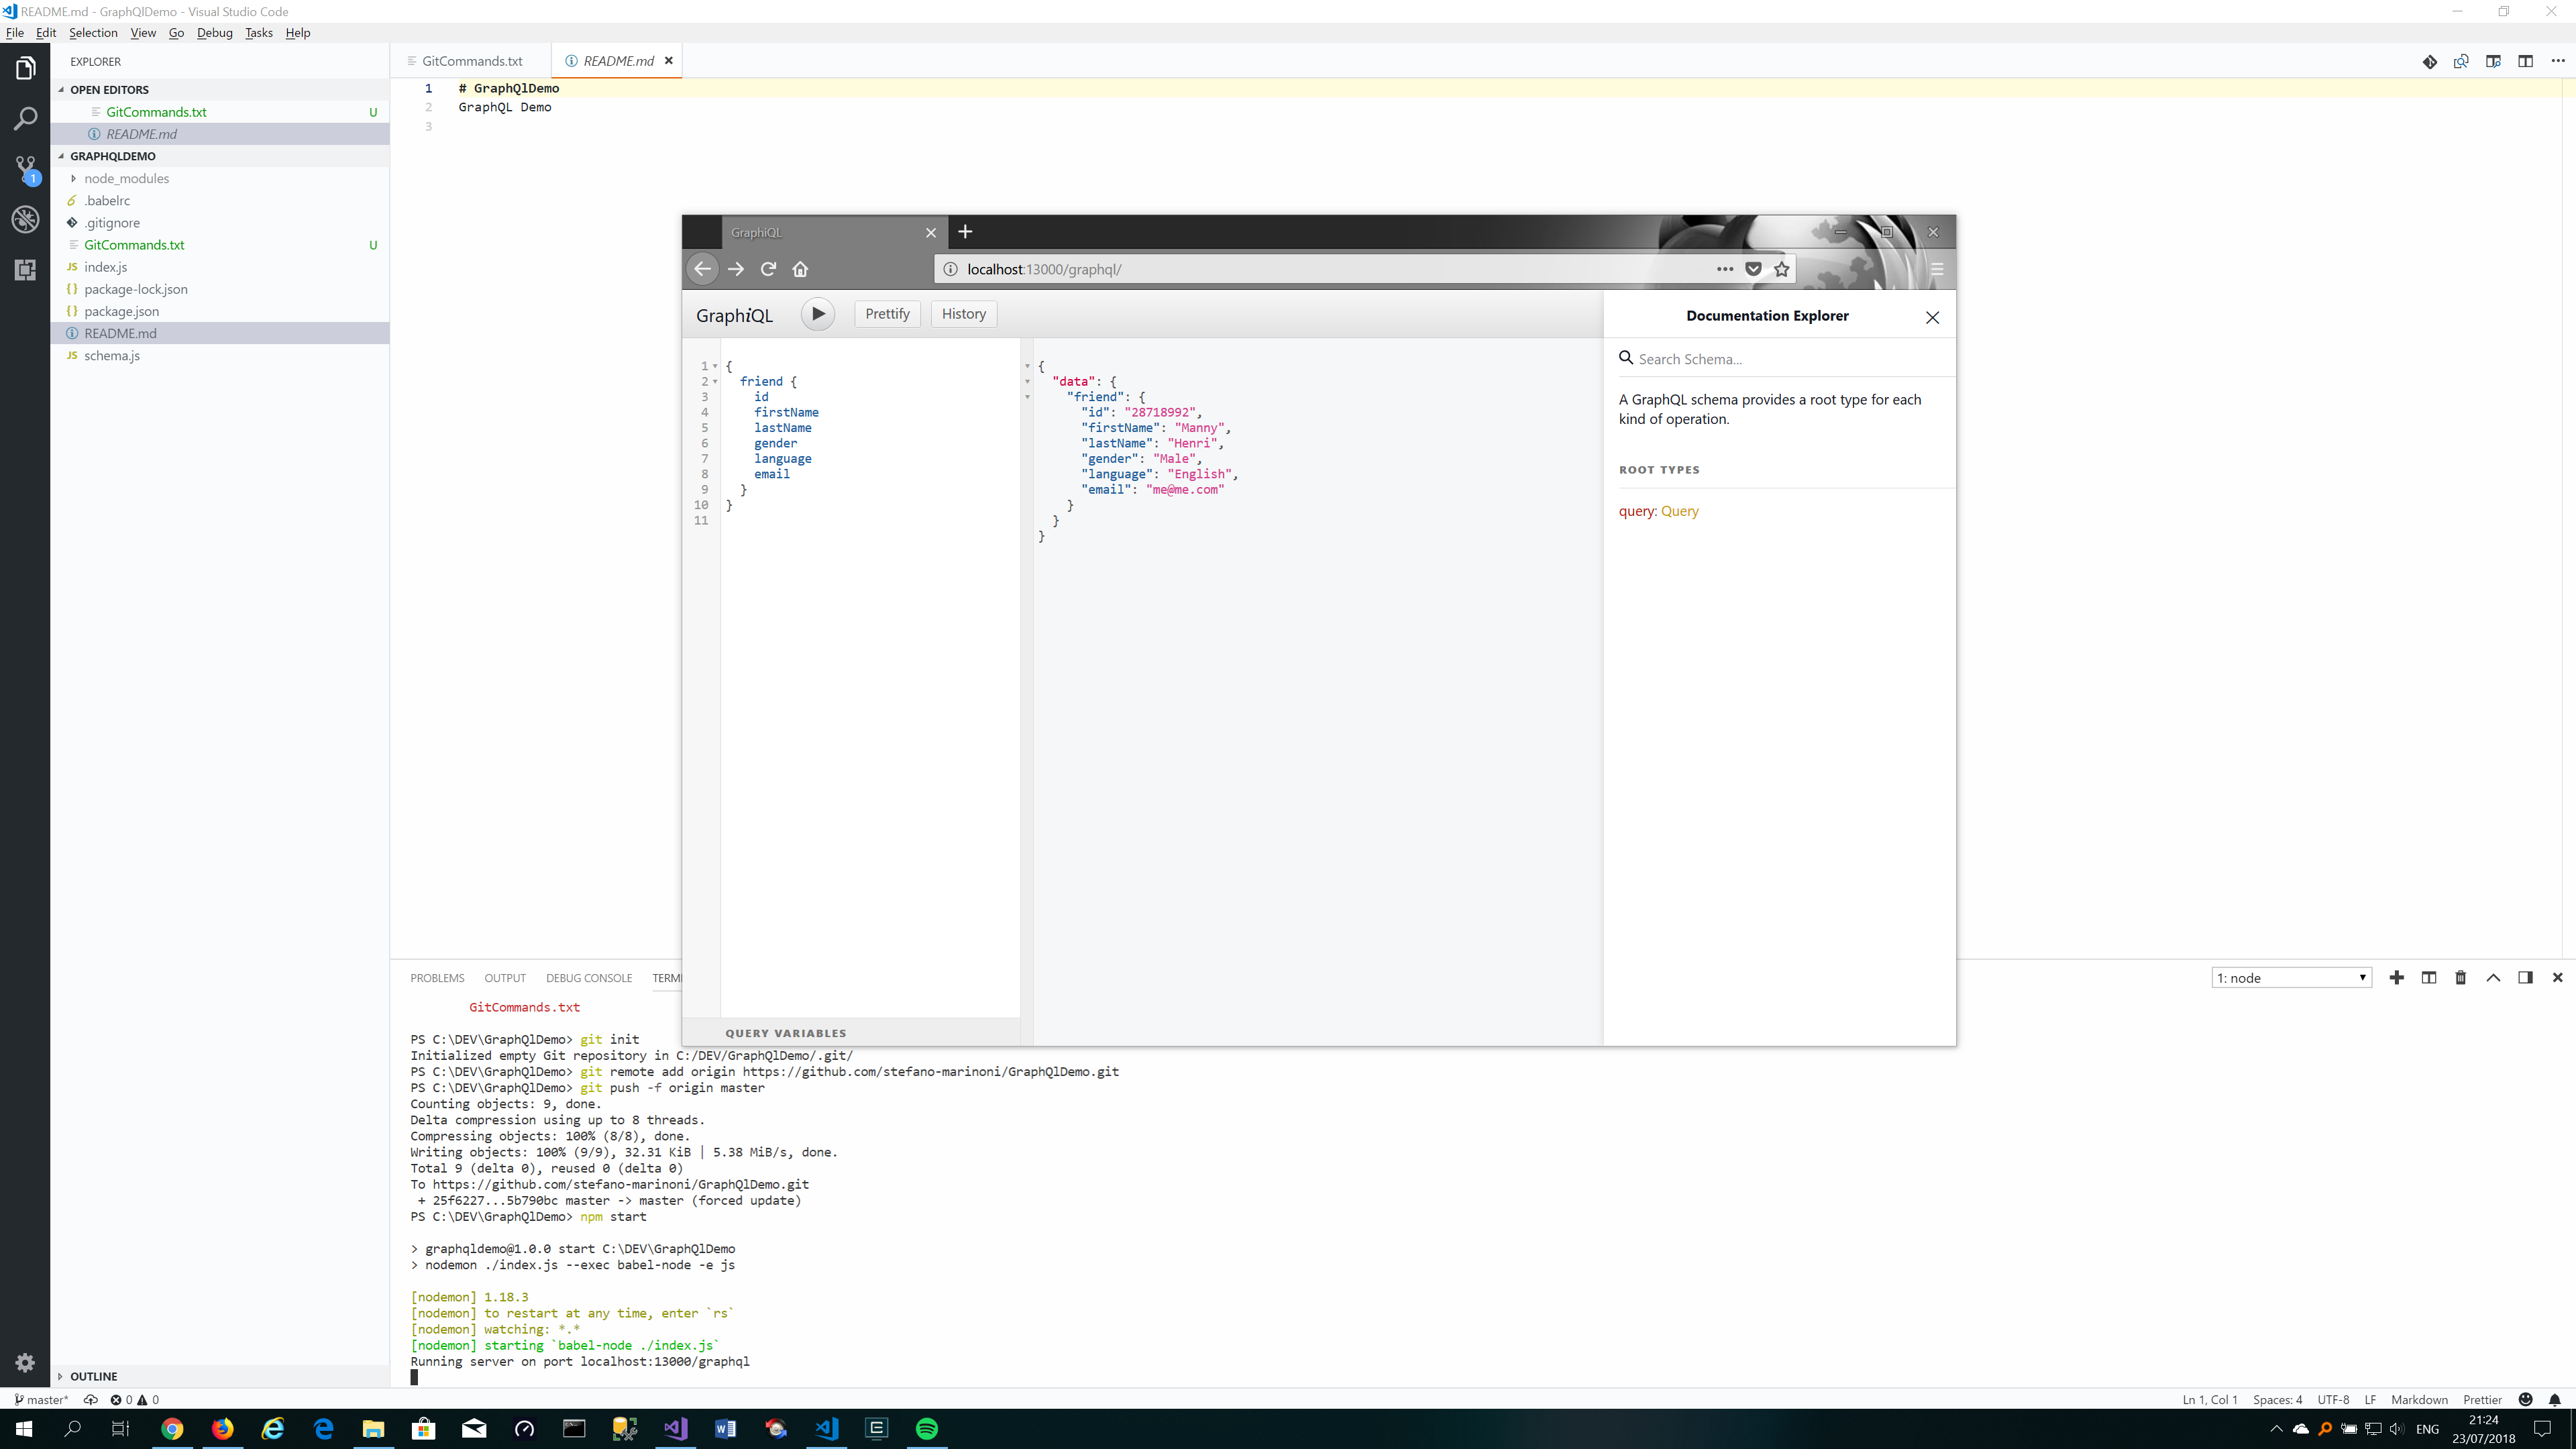 README.md - GraphQlDemo - Visual Studio Code
File Edit Selection View Go Debug Tasks Help
EXPLORER
OPEN EDITORS
GitCommands.txt U
README.md
GRAPHQLDEMO
node_modules
.babelrc
.gitignore
GitCommands.txt U
index.js
package-lock.json
package.json
README.md
schema.js
OUTLINE
1
GitCommands.txt README.md
1 # GraphQlDemo
2 GraphQL Demo
3
GraphiQL
localhost:13000/graphql/
GraphiQL Prettify History
1 {
2 friend {
3 id
4 firstName
5 lastName
6 gender
7 language
8 email
9 }
10 }
11
QUERY VARIABLES
{
"data": {
"friend": {
"id": "28718992",
"firstName": "Manny",
"lastName": "Henri",
"gender": "Male",
"language": "English",
"email": "me@me.com"
}
}
}
Documentation Explorer
Search Schema...
A GraphQL schema provides a root type for each
kind of operation.
ROOT TYPES
query: Query
PROBLEMS OUTPUT DEBUG CONSOLE TERMI
1: node
GitCommands.txt
PS C:\DEV\GraphQlDemo> git init
Initialized empty Git repository in C:/DEV/GraphQlDemo/.git/
PS C:\DEV\GraphQlDemo> git remote add origin https://github.com/stefano-marinoni/GraphQlDemo.git
PS C:\DEV\GraphQlDemo> git push -f origin master
Counting objects: 9, done.
Delta compression using up to 8 threads.
Compressing objects: 100% (8/8), done.
Writing objects: 100% (9/9), 32.31 KiB | 5.38 MiB/s, done.
Total 9 (delta 0), reused 0 (delta 0)
To https://github.com/stefano-marinoni/GraphQlDemo.git
+ 25f6227...5b790bc master -> master (forced update)
PS C:\DEV\GraphQlDemo> npm start
> graphqldemo@1.0.0 start C:\DEV\GraphQlDemo
> nodemon ./index.js --exec babel-node -e js
[nodemon] 1.18.3
[nodemon] to restart at any time, enter `rs`
[nodemon] watching: *.*
[nodemon] starting `babel-node ./index.js`
Running server on port localhost:13000/graphql
master* 0 0
Ln 1, Col 1 Spaces: 4 UTF-8 LF Markdown Prettier
ENG
21:24
23/07/2018